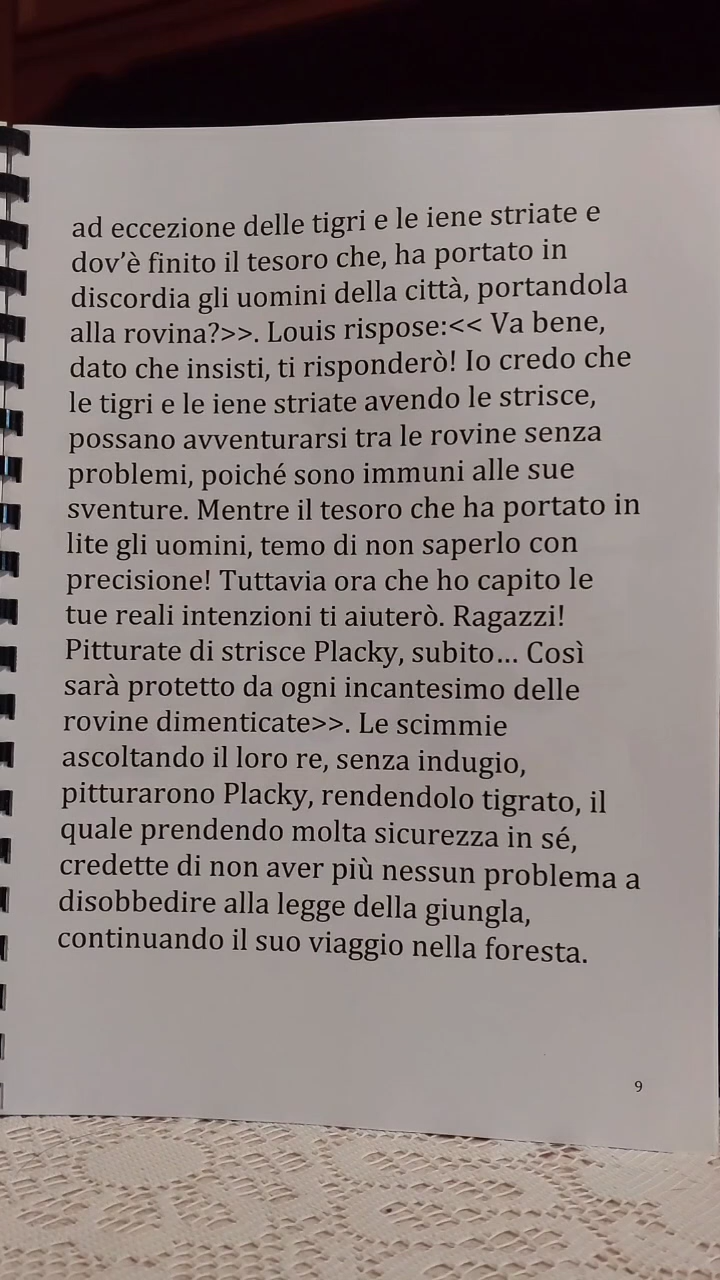 ad eccezione delle tigri e le iene striate e
dov'è finito il tesoro che, ha portato in
discordia gli uomini della città, portandola
alla rovina?>>. Louis rispose:<< Va bene,
dato che insisti, ti risponderò! Io credo che
le tigri e le iene striate avendo le strisce,
possano avventurarsi tra le rovine senza
problemi, poiché sono immuni alle sue
sventure. Mentre il tesoro che ha portato in
lite gli uomini, temo di non saperlo con
precisione! Tuttavia ora che ho capito le
tue reali intenzioni ti aiuterò. Ragazzi!
Pitturate di strisce Placky, subito... Così
sarà protetto da ogni incantesimo delle
rovine dimenticate>>. Le scimmie
ascoltando il loro re, senza indugio,
pitturarono Placky, rendendolo tigrato, il
quale prendendo molta sicurezza in sé,
credette di non aver più nessun problema a
disobbedire alla legge della giungla,
continuando il suo viaggio nella foresta.
9